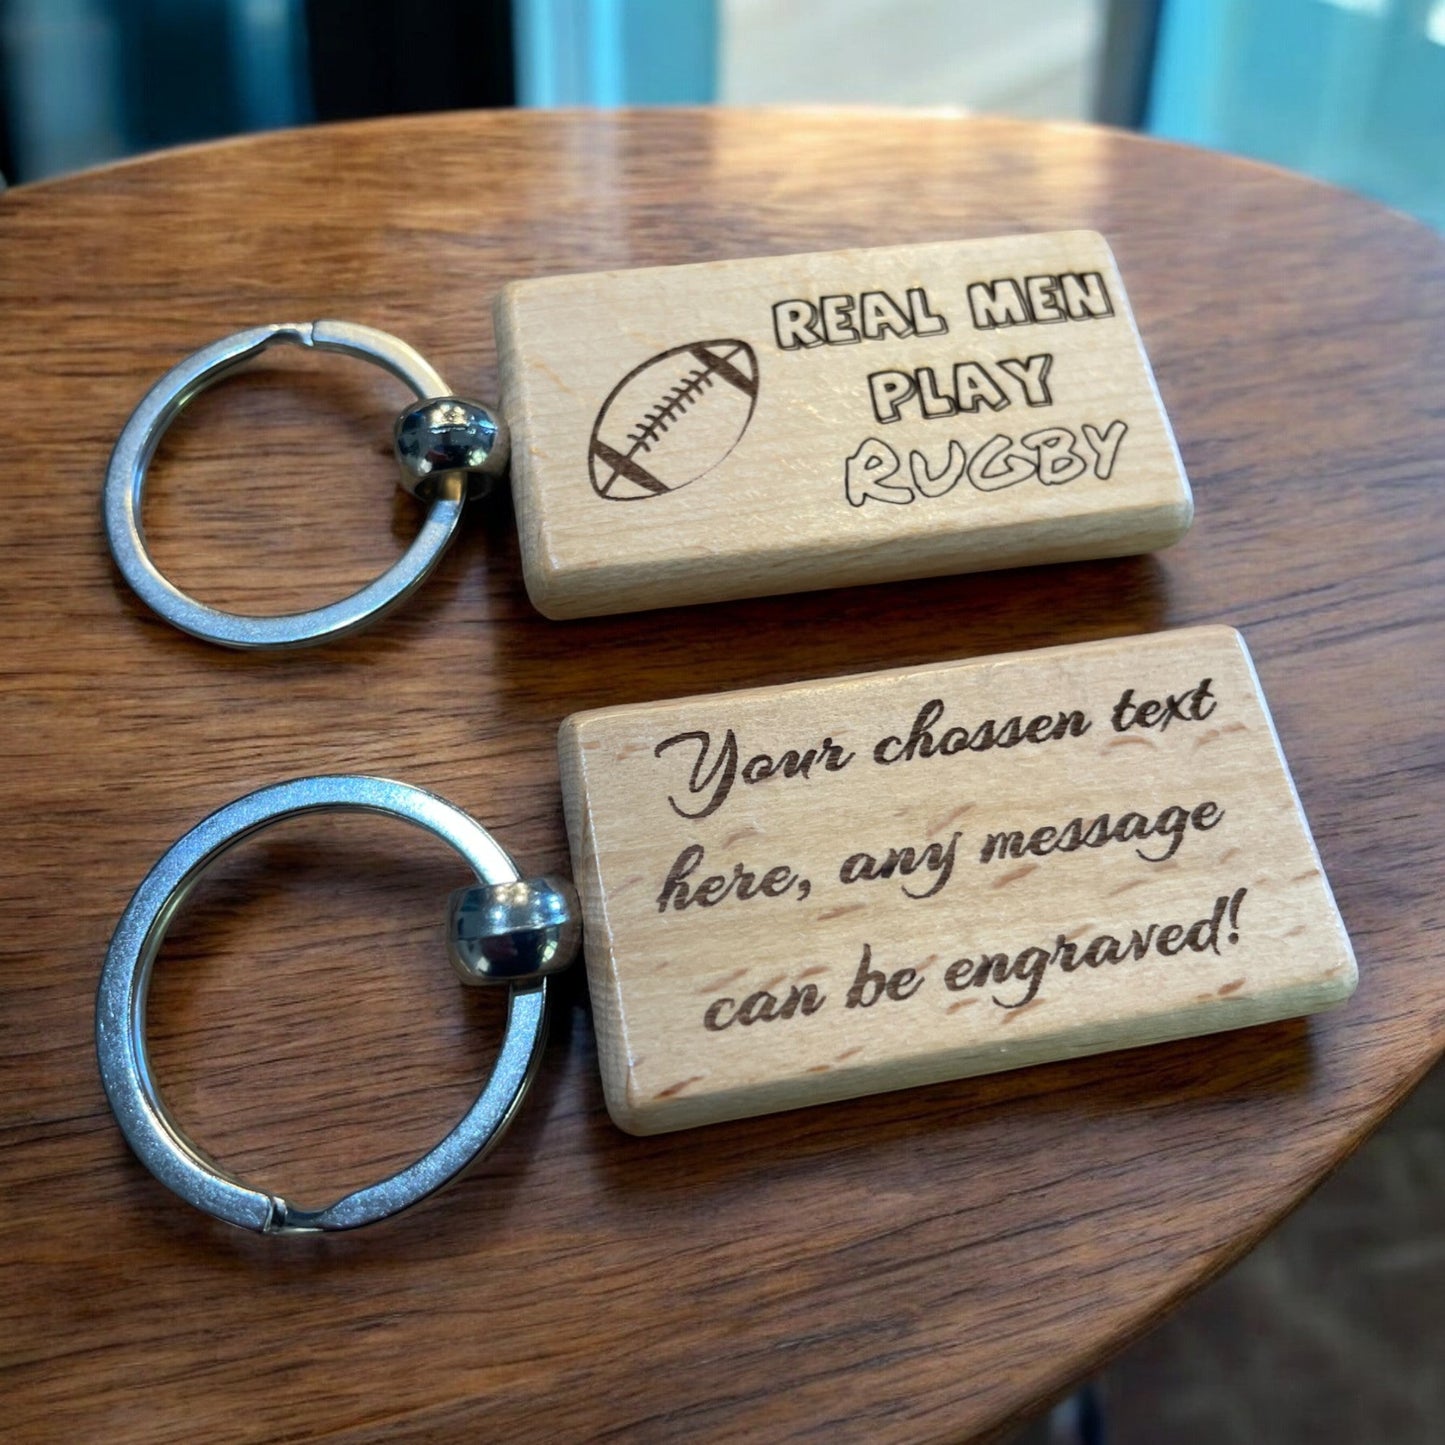 REAL MEN
PLAY
RUGBY
Your chossen text
here, any message
can be engraved!